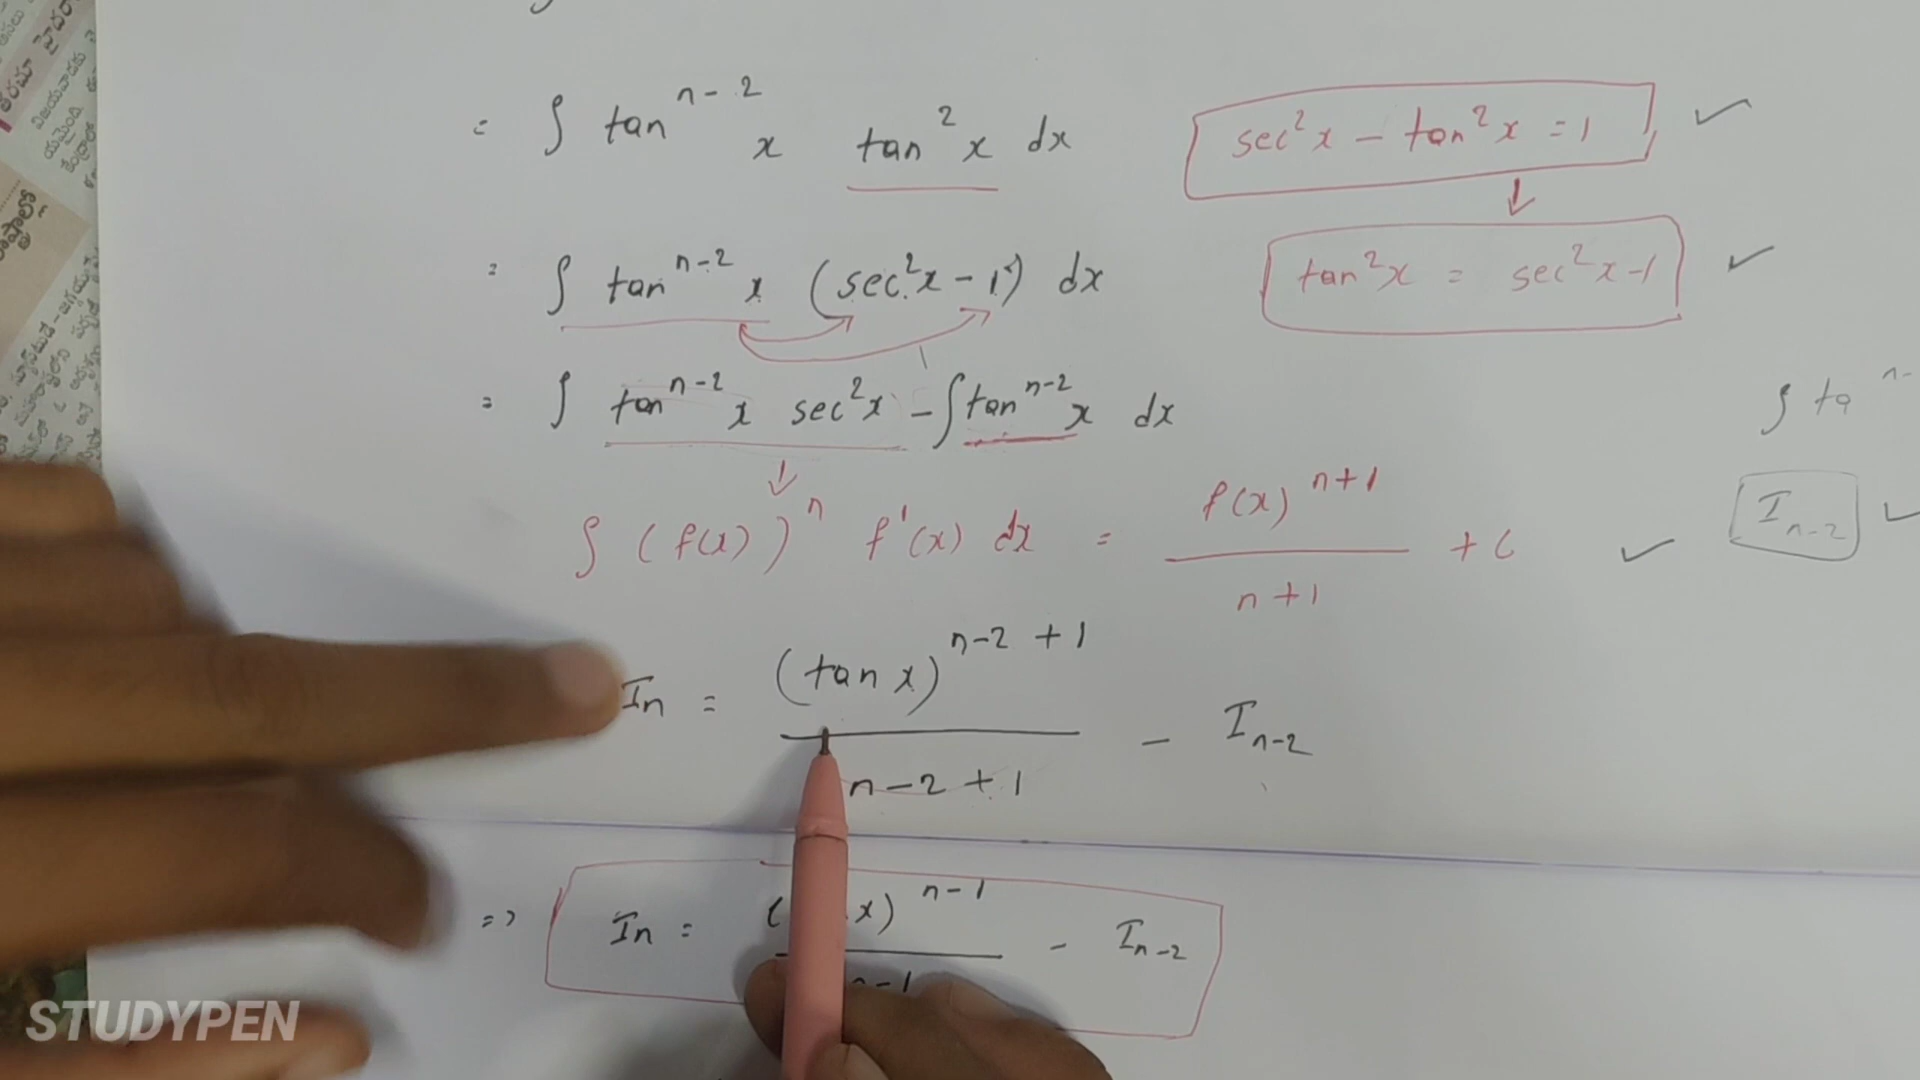 = ∫ tan^{n-2} x tan^2 x dx
sec^2 x - tan^2 x = 1 ✓
↓
= ∫ tan^{n-2} x (sec^2 x - 1) dx
tan^2 x = sec^2 x - 1 ✓
= ∫ tan^{n-2} x sec^2 x - ∫ tan^{n-2} x dx
∫ ta n-
↓
∫ (f(x))^n f'(x) dx = f(x)^{n+1} / n+1 + c ✓
I_{n-2} ✓
In = (tan x)^{n-2+1} / n-2+1 - I_{n-2}
=> In = ( x)^{n-1} / n-1 - I_{n-2}
STUDYPEN